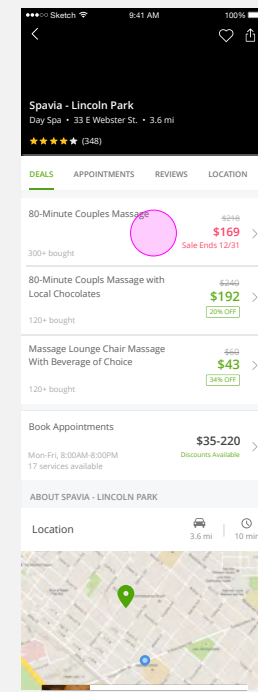 Sketch 9:41 AM 100%
Spavia - Lincoln Park
Day Spa • 33 E Webster St. • 3.6 mi
(348)
DEALS APPOINTMENTS REVIEWS LOCATION
80-Minute Couples Massage
$218
$169
Sale Ends 12/31
300+ bought
80-Minute Coupls Massage with
Local Chocolates
$240
$192
20% OFF
120+ bought
Massage Lounge Chair Massage
With Beverage of Choice
$60
$43
34% OFF
120+ bought
Book Appointments
$35-220
Discounts Available
Mon-Fri, 8:00AM-8:00PM
17 services available
ABOUT SPAVIA - LINCOLN PARK
Location
3.6 mi 10 min